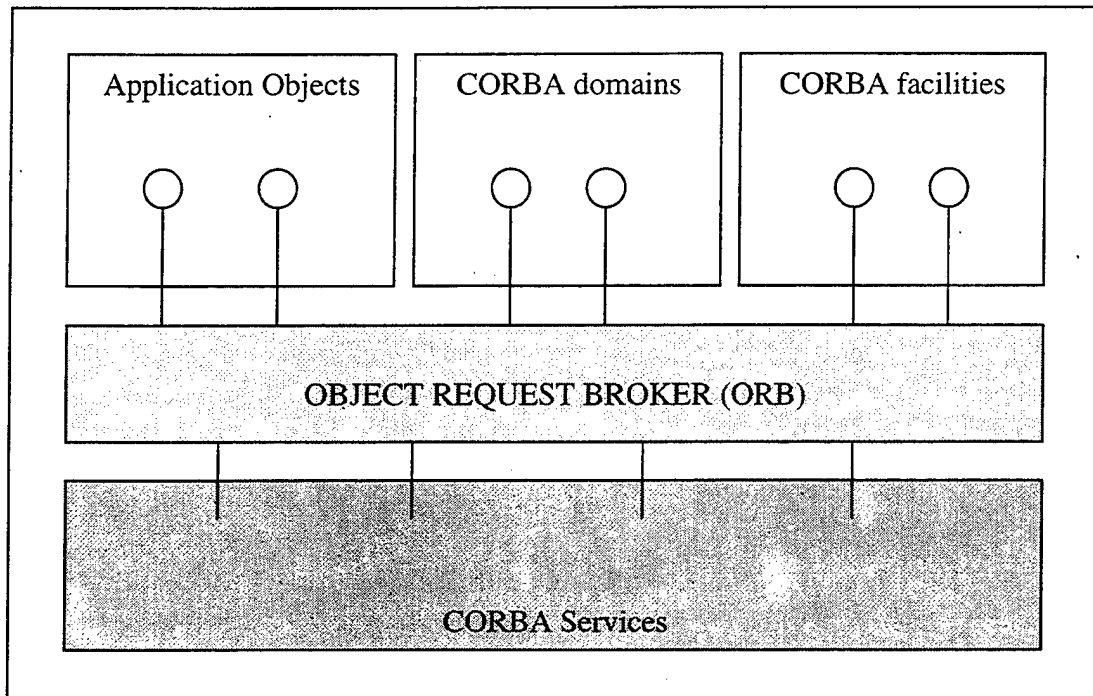 Application Objects
CORBA domains
CORBA facilities
OBJECT REQUEST BROKER (ORB)
CORBA Services